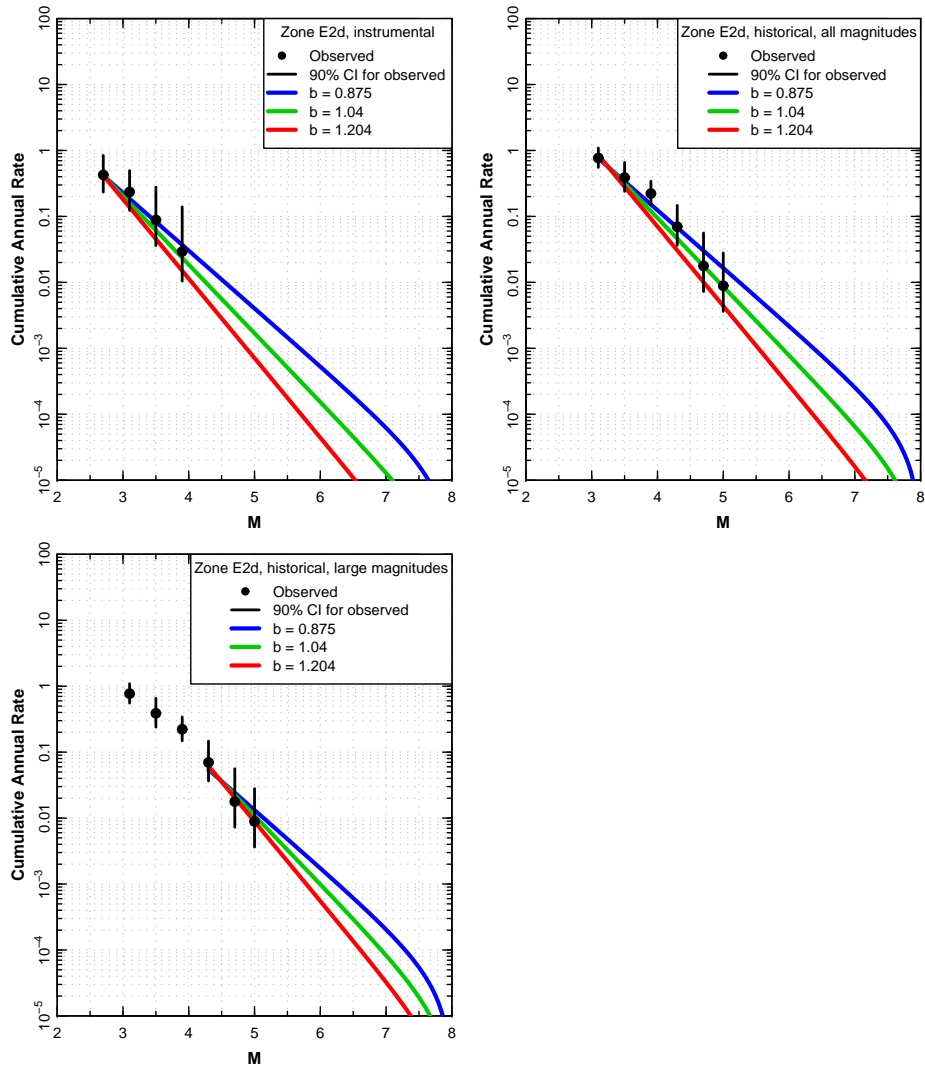 Zone E2d, instrumental
Observed
90% CI for observed
b = 0.875
b = 1.04
b = 1.204
Cumulative Annual Rate
100
10
1
0.1
0.01
10⁻³
10⁻⁴
10⁻⁵
2 3 4 5 6 7 8
M
Zone E2d, historical, all magnitudes
Observed
90% CI for observed
b = 0.875
b = 1.04
b = 1.204
Cumulative Annual Rate
100
10
1
0.1
0.01
10⁻³
10⁻⁴
10⁻⁵
2 3 4 5 6 7 8
M
Zone E2d, historical, large magnitudes
Observed
90% CI for observed
b = 0.875
b = 1.04
b = 1.204
Cumulative Annual Rate
100
10
1
0.1
0.01
10⁻³
10⁻⁴
10⁻⁵
2 3 4 5 6 7 8
M